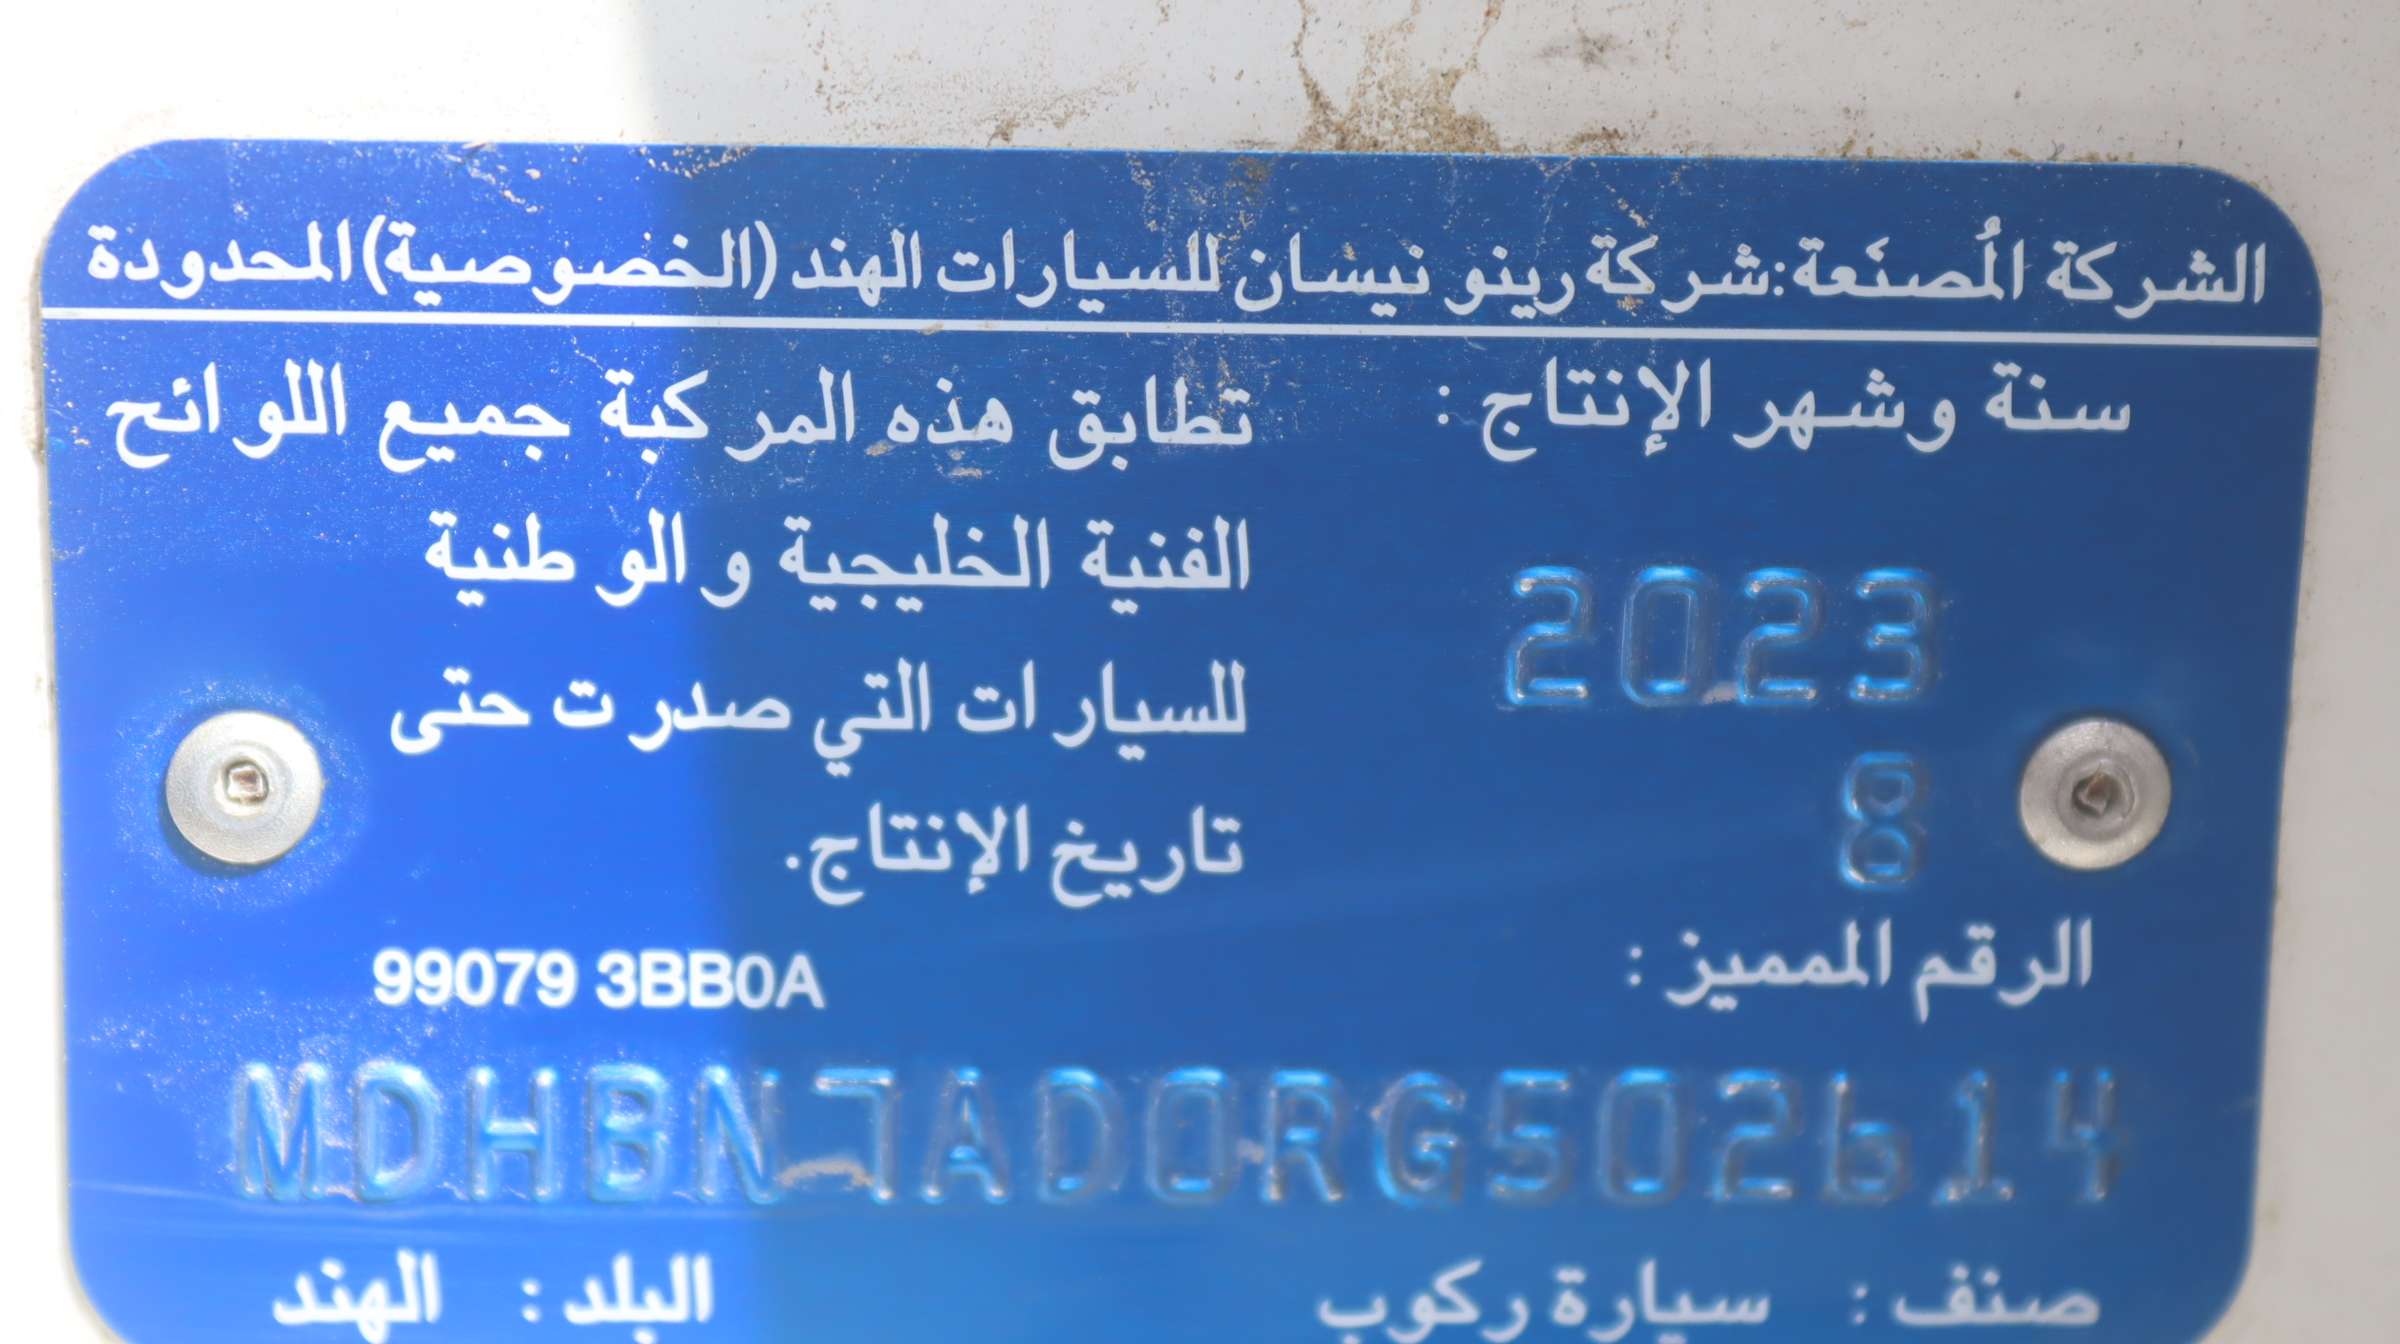 الشركة المُصنَعة:شركة رينو نيسان للسيارات الهند (الخصوصية) المحدودة
سنة وشهر الإنتاج :
2023
8
تطابق هذه المركبة جميع اللوائح
الفنية الخليجية والوطنية
للسيارات التي صدرت حتى
تاريخ الإنتاج.
الرقم المميز :
99079 3BB0A
MDHBN7AD0RG502614
صنف : سيارة ركوب
البلد : الهند